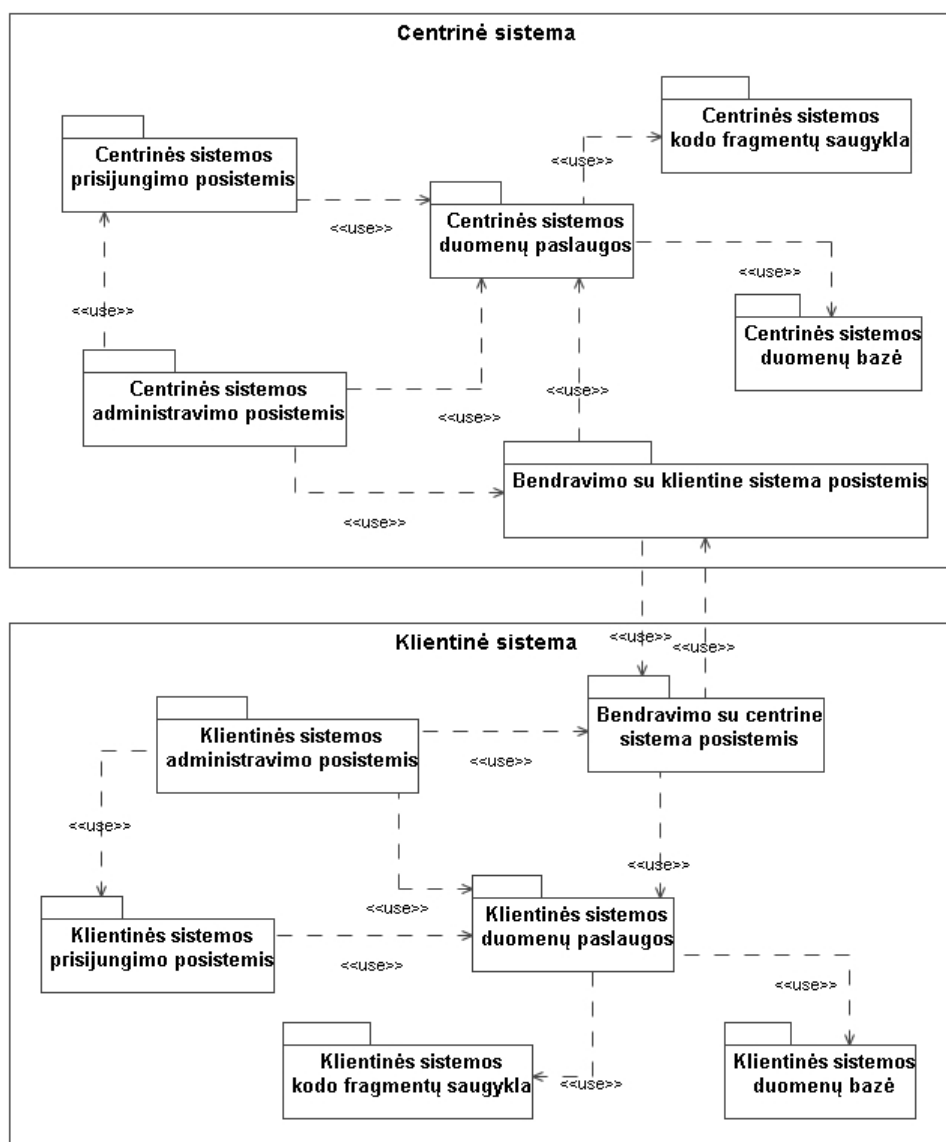 Centrinė sistema
Centrinės sistemos
kodo fragmentų saugykla
Centrinės sistemos
prisijungimo posistemis
<<use>>
Centrinės sistemos
duomenų paslaugos
<<use>>
<<use>>
<<use>>
<<use>>
Centrinės sistemos
duomenų bazė
Centrinės sistemos
administravimo posistemis
<<use>>
<<use>>
Bendravimo su klientine sistema posistemis
<<use>>
Klientinė sistema
<<use>>
<<use>>
Klientinės sistemos
administravimo posistemis
Bendravimo su centrine
sistema posistemis
<<use>>
<<use>>
<<use>>
<<use>>
Klientinės sistemos
prisijungimo posistemis
Klientinės sistemos
duomenų paslaugos
<<use>>
<<use>>
Klientinės sistemos
kodo fragmentų saugykla
<<use>>
Klientinės sistemos
duomenų bazė